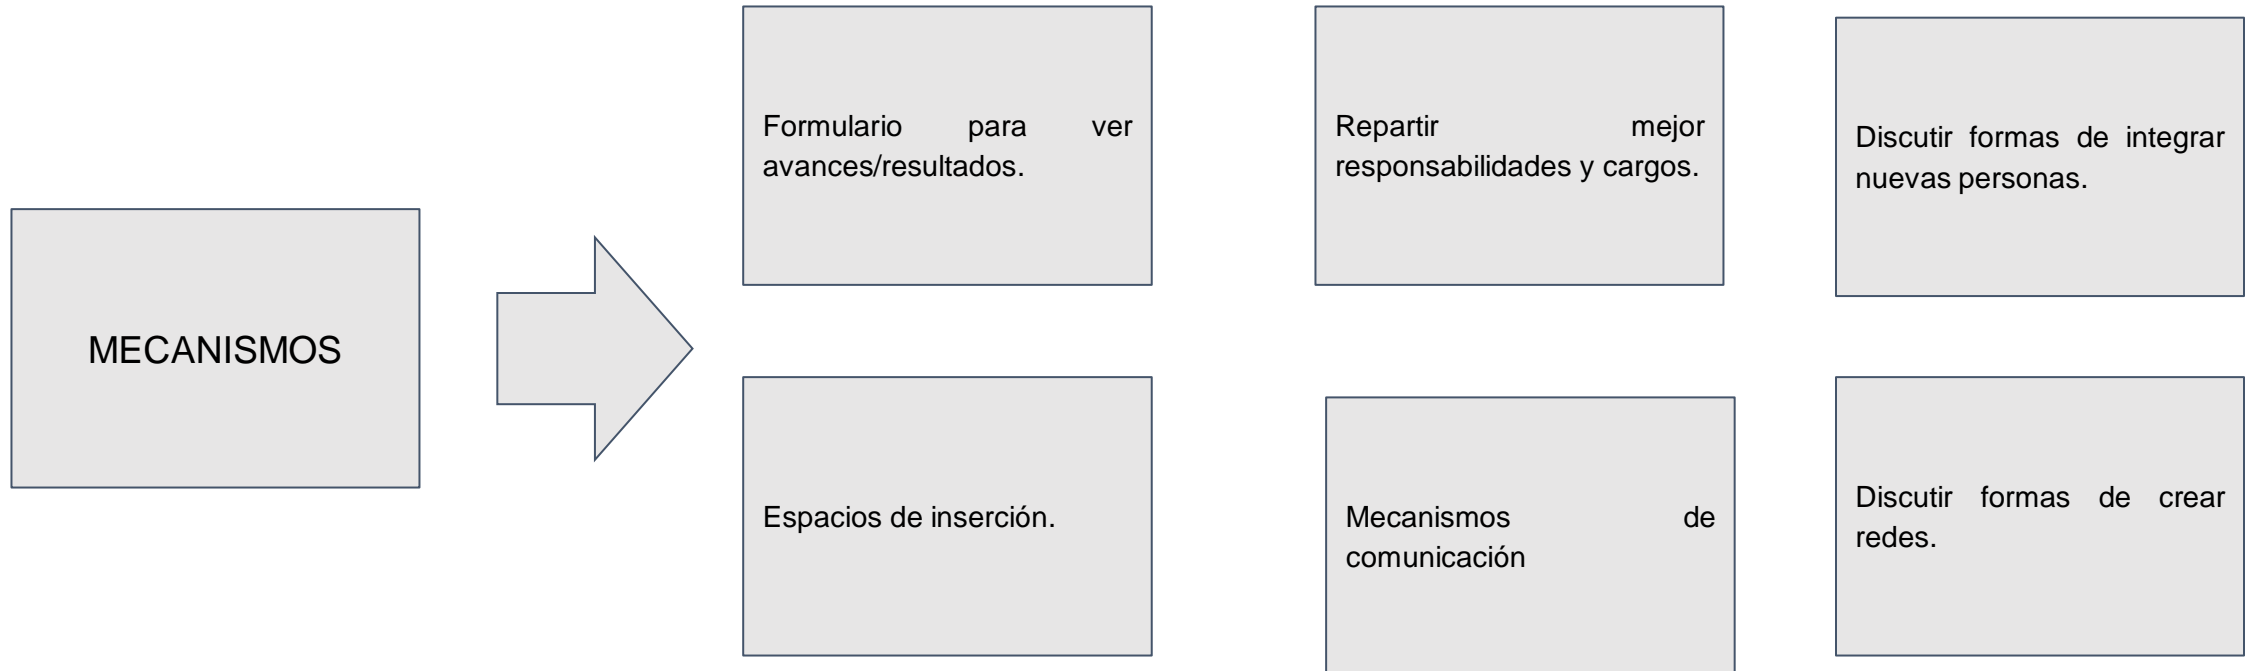 MECANISMOS
Formulario para ver
avances/resultados.
Repartir mejor
responsabilidades y cargos.
Discutir formas de integrar
nuevas personas.
Espacios de inserción.
Mecanismos de
comunicación
Discutir formas de crear
redes.